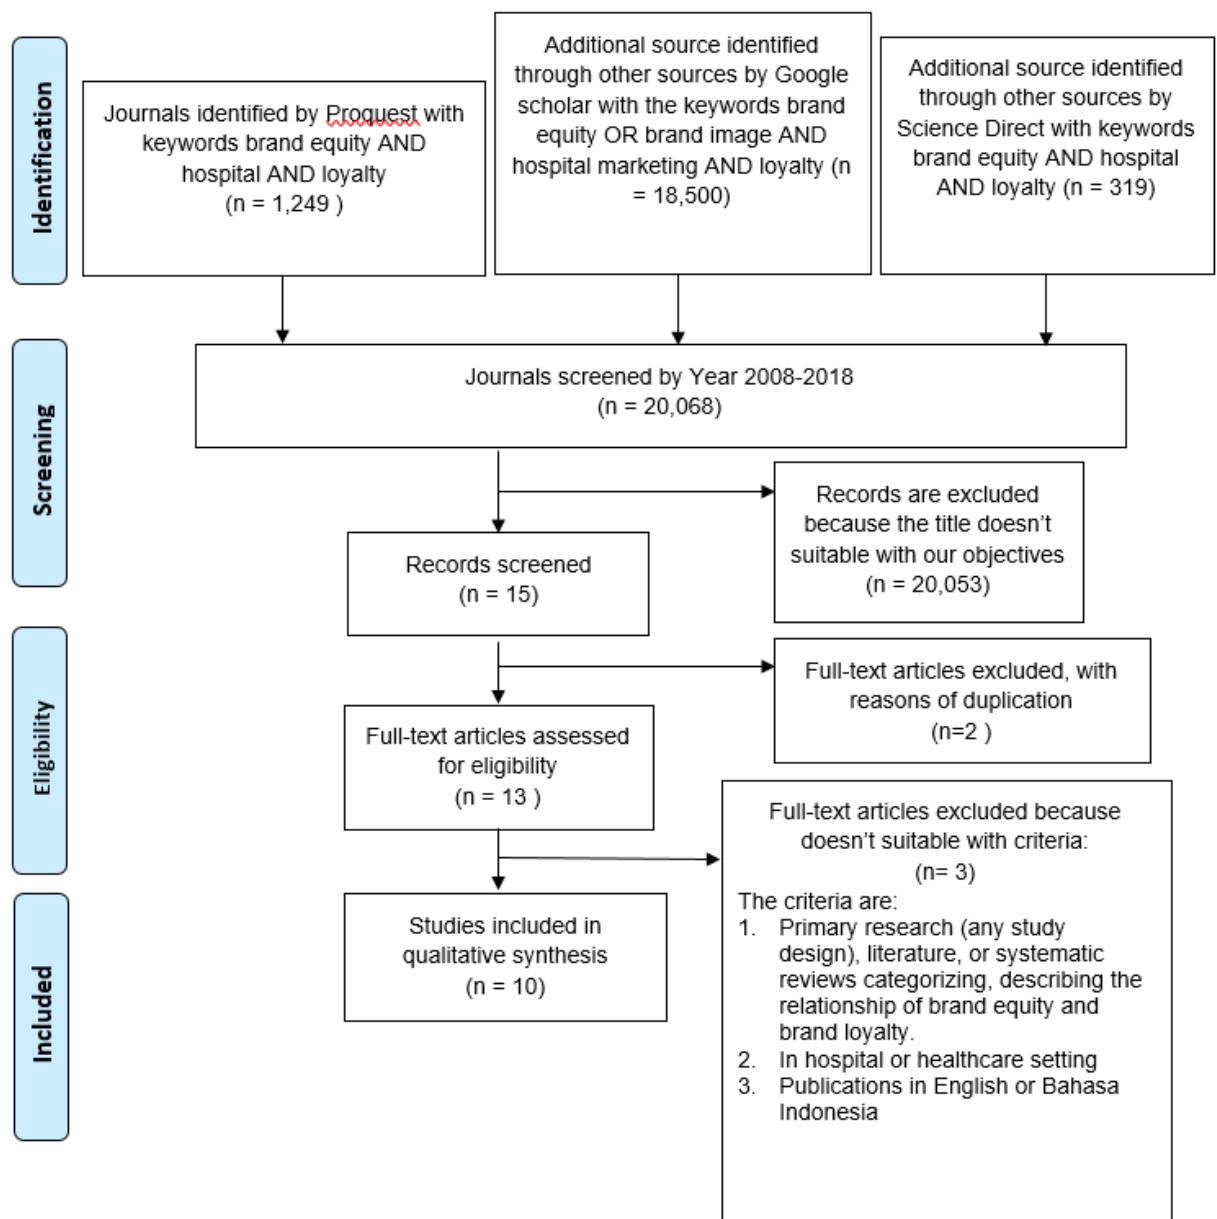 Identification
Journals identified by Proquest with
keywords brand equity AND
hospital AND loyalty
(n = 1,249 )
Additional source identified
through other sources by Google
scholar with the keywords brand
equity OR brand image AND
hospital marketing AND loyalty (n
= 18,500)
Additional source identified
through other sources by
Science Direct with keywords
brand equity AND hospital
AND loyalty (n = 319)
Screening
Journals screened by Year 2008-2018
(n = 20,068)
Records are excluded
because the title doesn’t
suitable with our objectives
(n = 20,053)
Records screened
(n = 15)
Eligibility
Full-text articles excluded, with
reasons of duplication
(n=2 )
Full-text articles assessed
for eligibility
(n = 13 )
Full-text articles excluded because
doesn’t suitable with criteria:
(n= 3)
The criteria are:
1. Primary research (any study
design), literature, or systematic
reviews categorizing, describing the
relationship of brand equity and
brand loyalty.
2. In hospital or healthcare setting
3. Publications in English or Bahasa
Indonesia
Included
Studies included in
qualitative synthesis
(n = 10)